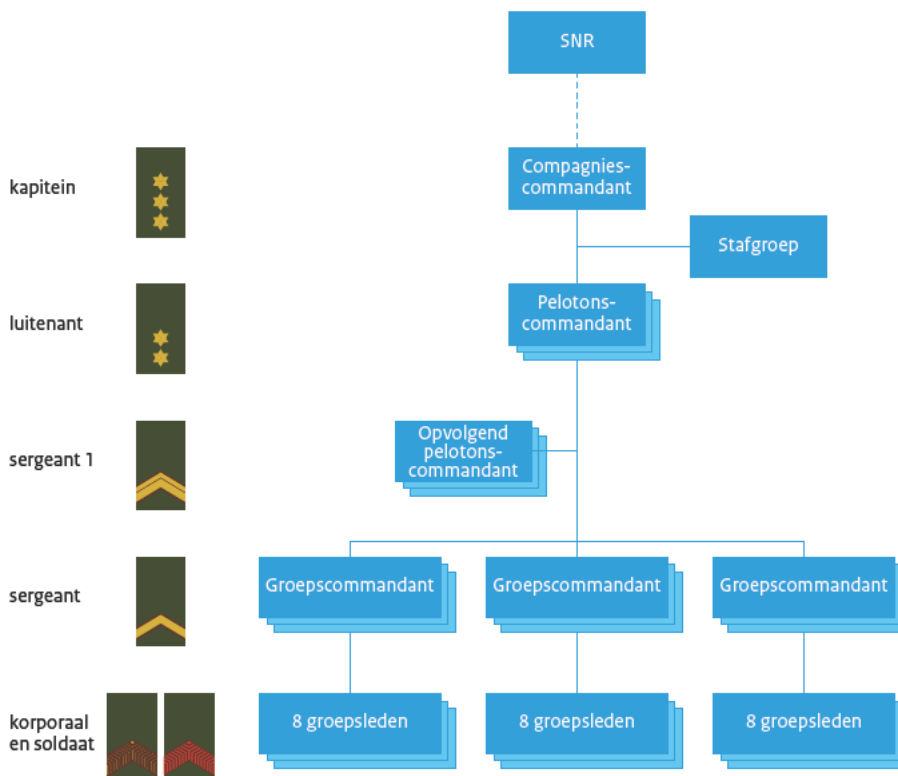 SNR
kapitein
Compagnies-
commandant
Stafgroep
luitenant
Pelotons-
commandant
sergeant 1
Opvolgend
pelotons-
commandant
sergeant
Groepscommandant
Groepscommandant
Groepscommandant
korporaal
en soldaat
8 groepsleden
8 groepsleden
8 groepsleden